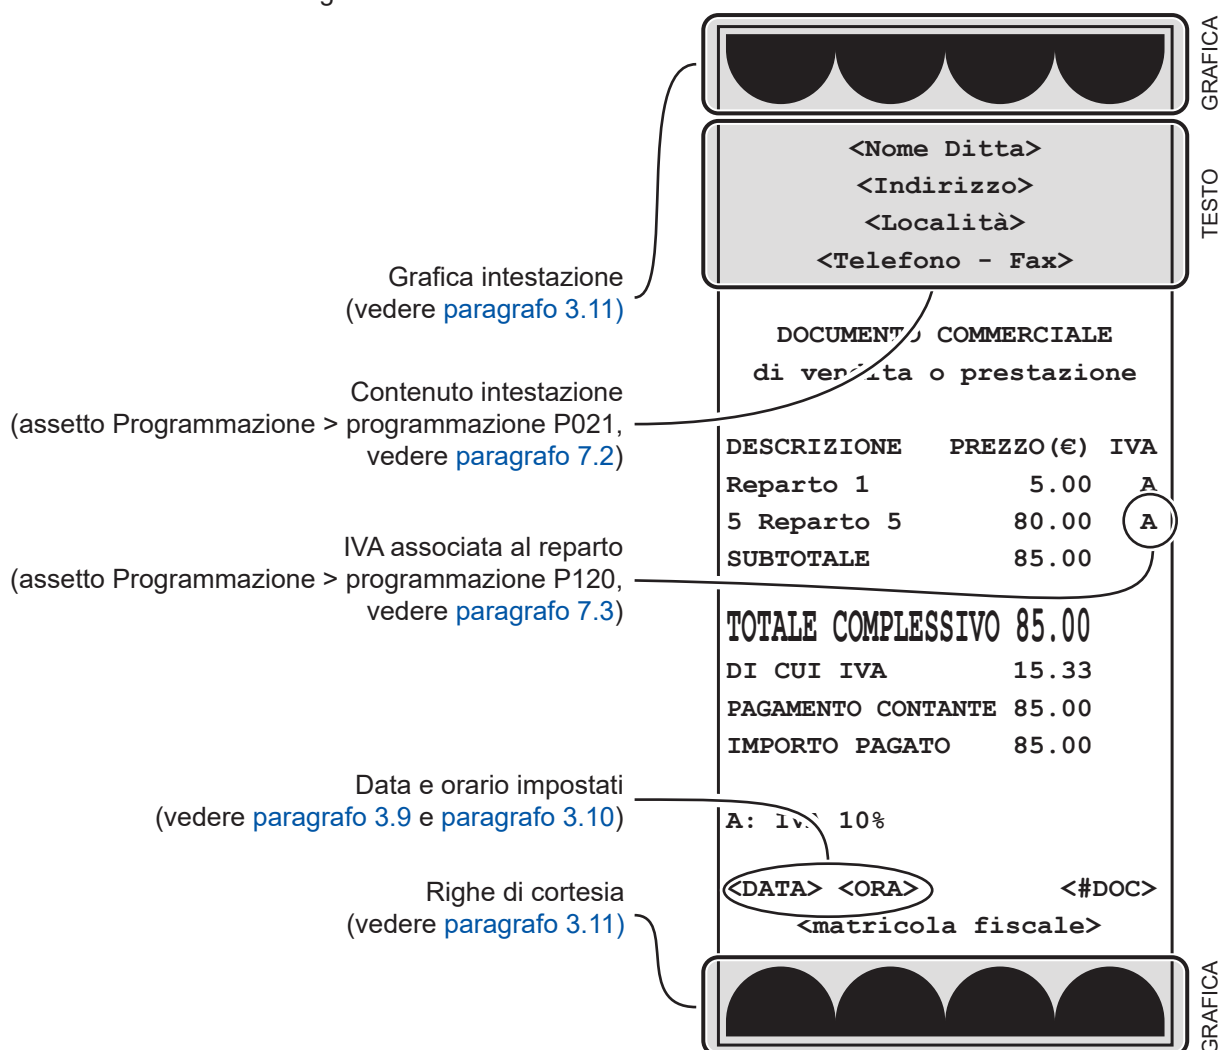 GRAFICA
<Nome Ditta>
<Indirizzo>
<Località>
<Telefono - Fax>
TESTO
Grafica intestazione
(vedere paragrafo 3.11)
DOCUMENTO COMMERCIALE
di vendita o prestazione
Contenuto intestazione
(assetto Programmazione > programmazione P021,
vedere paragrafo 7.2)
DESCRIZIONE PREZZO(€) IVA
Reparto 1 5.00 A
5 Reparto 5 80.00 A
SUBTOTALE 85.00
IVA associata al reparto
(assetto Programmazione > programmazione P120,
vedere paragrafo 7.3)
TOTALE COMPLESSIVO 85.00
DI CUI IVA 15.33
PAGAMENTO CONTANTE 85.00
IMPORTO PAGATO 85.00
Data e orario impostati
(vedere paragrafo 3.9 e paragrafo 3.10)
A: IVA 10%
<DATA> <ORA> <#DOC>
<matricola fiscale>
Righe di cortesia
(vedere paragrafo 3.11)
GRAFICA